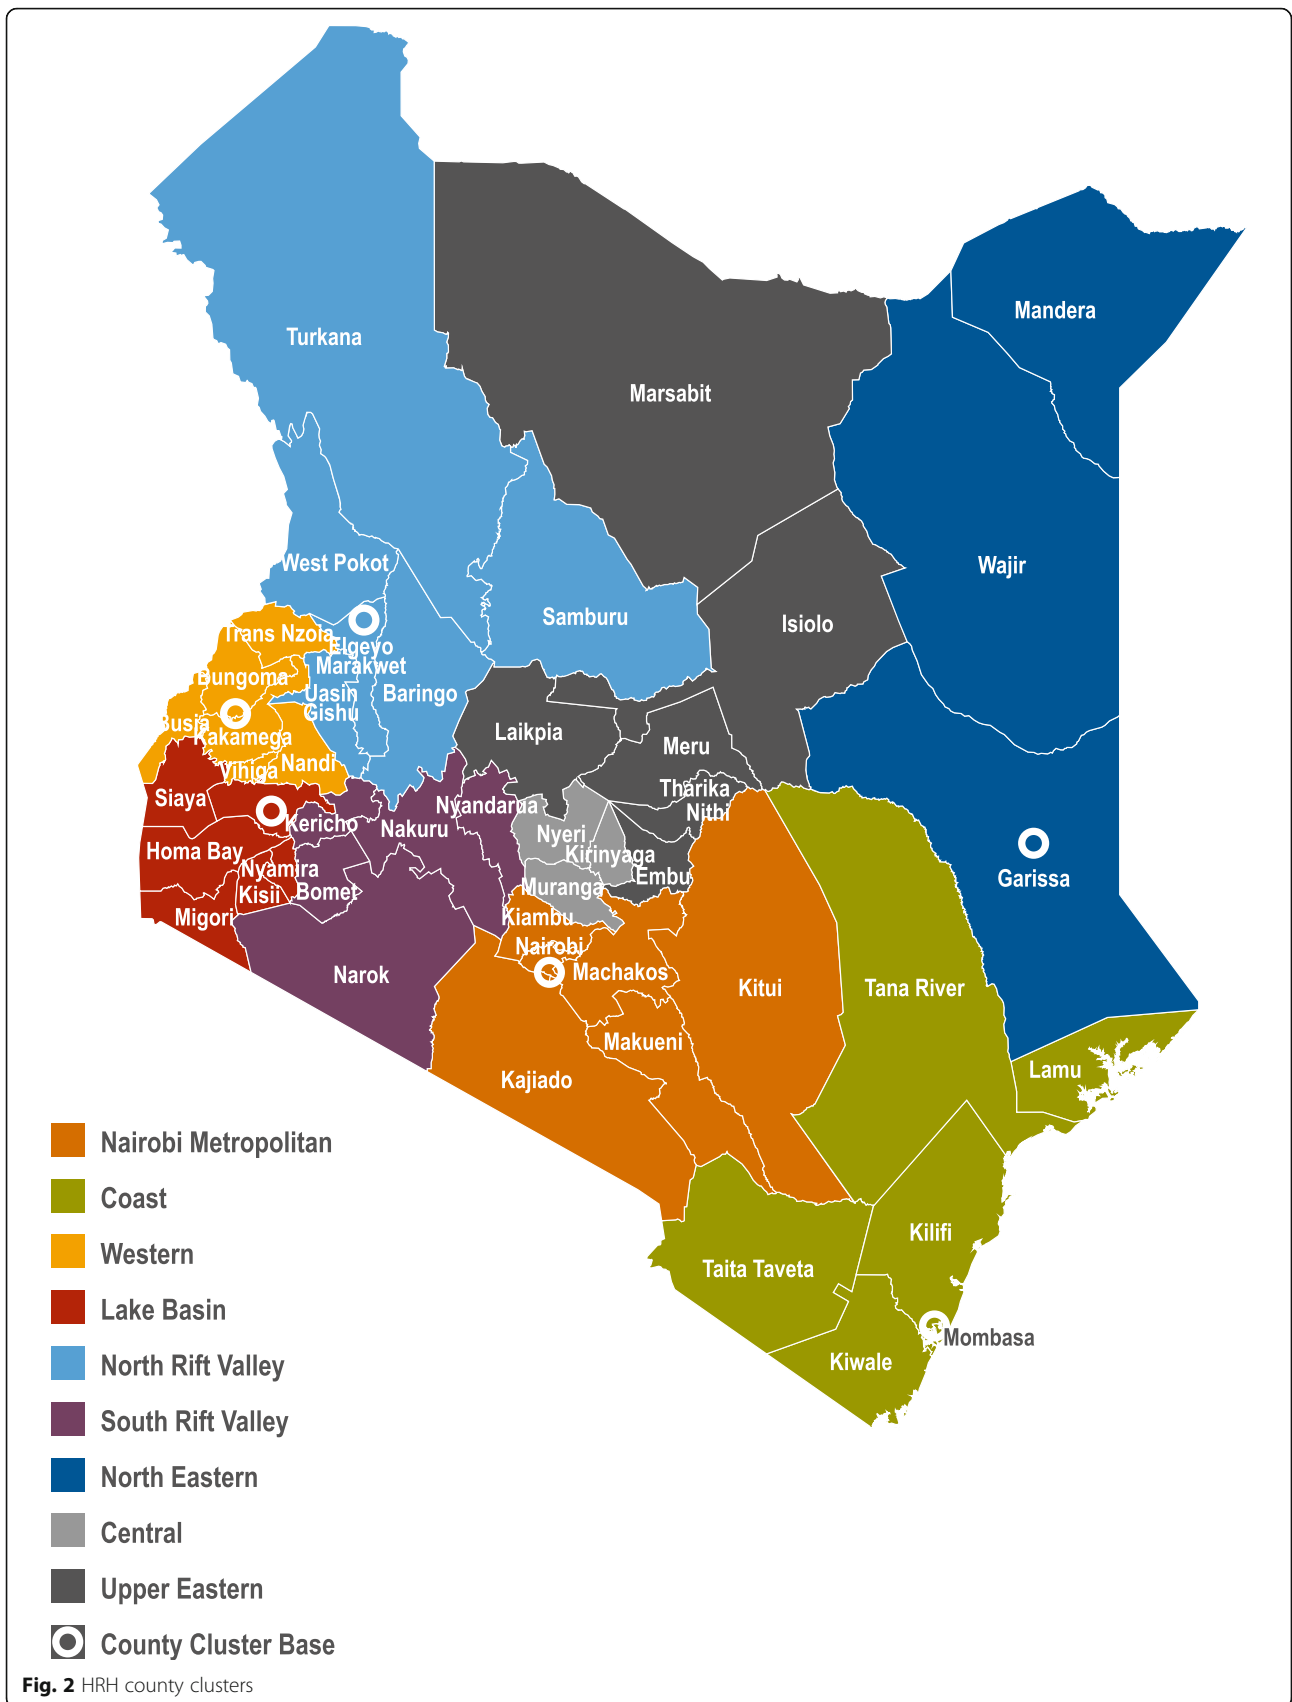 Turkana
Mandera
Marsabit
West Pokot
Wajir
Samburu
Isiolo
Trans Nzoia
Elgeyo
Marakwet
Bungoma
Uasin
Gishu
Baringo
Busia
Kakamega
Laikpia
Meru
Vihiga
Nandi
Tharika
Nithi
Siaya
Nyandarua
Kericho
Nakuru
Nyeri
Homa Bay
Kirinyaga
Nyamira
Embu
Garissa
Kisii
Bomet
Muranga
Migori
Kiambu
Nairobi
Narok
Machakos
Kitui
Tana River
Makueni
Lamu
Kajiado
Kilifi
Taita Taveta
Mombasa
Kiwale
Nairobi Metropolitan
Coast
Western
Lake Basin
North Rift Valley
South Rift Valley
North Eastern
Central
Upper Eastern
County Cluster Base
Fig. 2 HRH county clusters